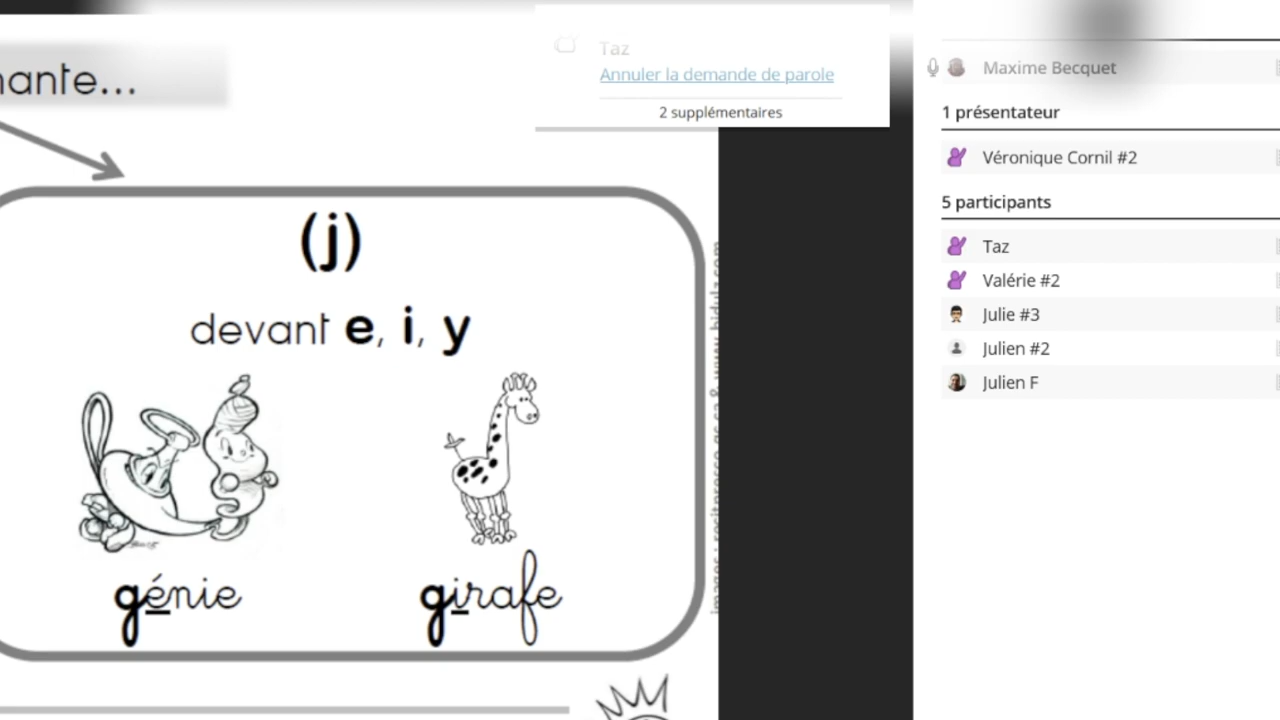 nante...
(j)
devant e, i, y
génie
girafe
Taz
Annuler la demande de parole
2 supplémentaires
Maxime Becquet
1 présentateur
Véronique Cornil #2
5 participants
Taz
Valérie #2
Julie #3
Julien #2
Julien F